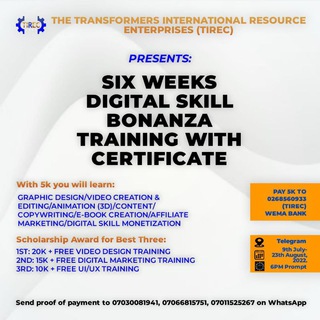 TIREC
THE TRANSFORMERS INTERNATIONAL RESOURCE
ENTERPRISES (TIREC)
PRESENTS:
SIX WEEKS
DIGITAL SKILL
BONANZA
TRAINING WITH
CERTIFICATE
With 5k you will learn:
GRAPHIC DESIGN/VIDEO CREATION &
EDITING/ANIMATION (3D)/CONTENT/
COPYWRITING/E-BOOK CREATION/AFFILIATE
MARKETING/DIGITAL SKILL MONETIZATION
Scholarship Award for Best Three:
1ST: 20K + FREE VIDEO DESIGN TRAINING
2ND: 15K + FREE DIGITAL MARKETING TRAINING
3RD: 10K + FREE UI/UX TRAINING
PAY 5K TO
0268560933
(TIREC)
WEMA BANK
Telegram
9th July-
23th August,
2022.
6PM Prompt
Send proof of payment to 07030081941, 07066815751, 07011525267 on WhatsApp